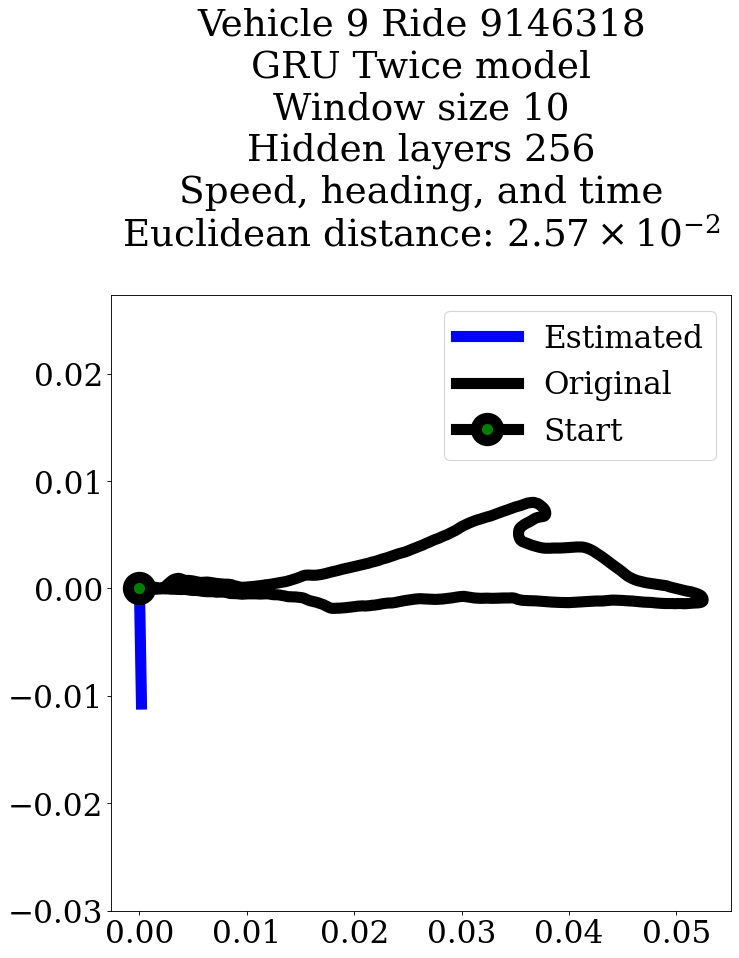 Vehicle 9 Ride 9146318
GRU Twice model
Window size 10
Hidden layers 256
Speed, heading, and time
Euclidean distance: 2.57 × 10⁻²
Estimated
Original
Start
0.02
0.01
0.00
−0.01
−0.02
−0.03
0.00 0.01 0.02 0.03 0.04 0.05